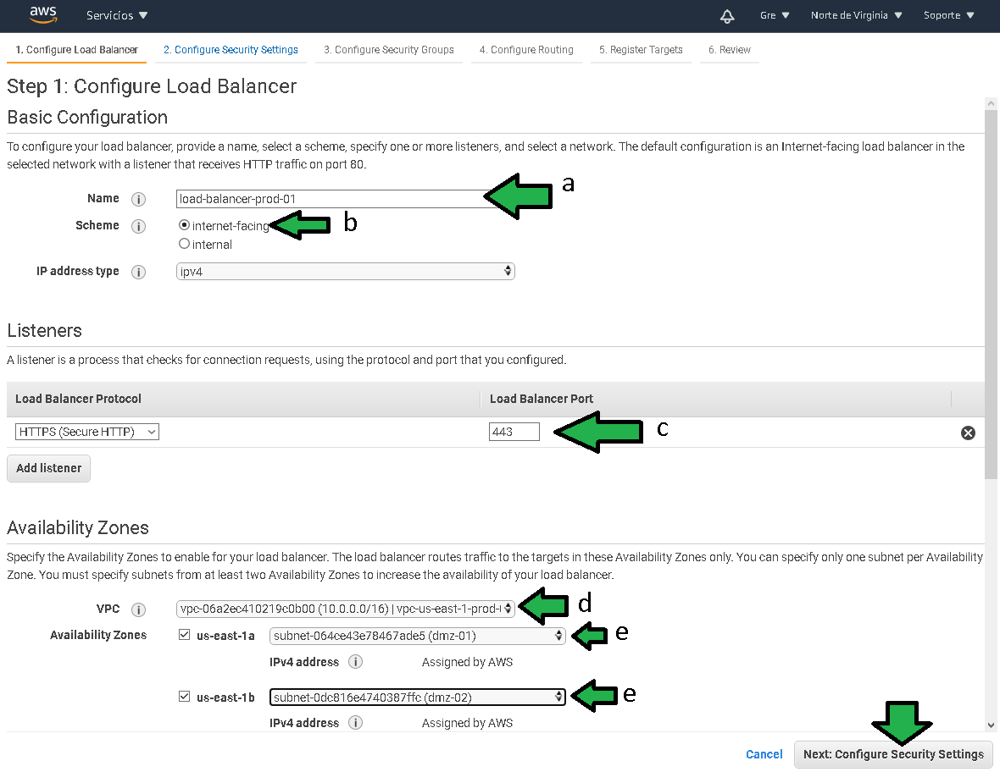 aws Servicios Gre Norte de Virginia Soporte
1. Configure Load Balancer 2. Configure Security Settings 3. Configure Security Groups 4. Configure Routing 5. Register Targets 6. Review
Step 1: Configure Load Balancer
Basic Configuration
To configure your load balancer, provide a name, select a scheme, specify one or more listeners, and select a network. The default configuration is an Internet-facing load balancer in the
selected network with a listener that receives HTTP traffic on port 80.
Name i load-balancer-prod-01 a
Scheme i internet-facing b
internal
IP address type i ipv4
Listeners
A listener is a process that checks for connection requests, using the protocol and port that you configured.
Load Balancer Protocol Load Balancer Port
HTTPS (Secure HTTP) 443 c
Add listener
Availability Zones
Specify the Availability Zones to enable for your load balancer. The load balancer routes traffic to the targets in these Availability Zones only. You can specify only one subnet per Availability
Zone. You must specify subnets from at least two Availability Zones to increase the availability of your load balancer.
VPC i vpc-06a2ec410219c0b00 (10.0.0.0/16) | vpc-us-east-1-prod- d
Availability Zones us-east-1a subnet-064ce43e78467ade5 (dmz-01) e
IPv4 address i Assigned by AWS
us-east-1b subnet-0dc816e4740387ffc (dmz-02) e
IPv4 address i Assigned by AWS
Cancel Next: Configure Security Settings